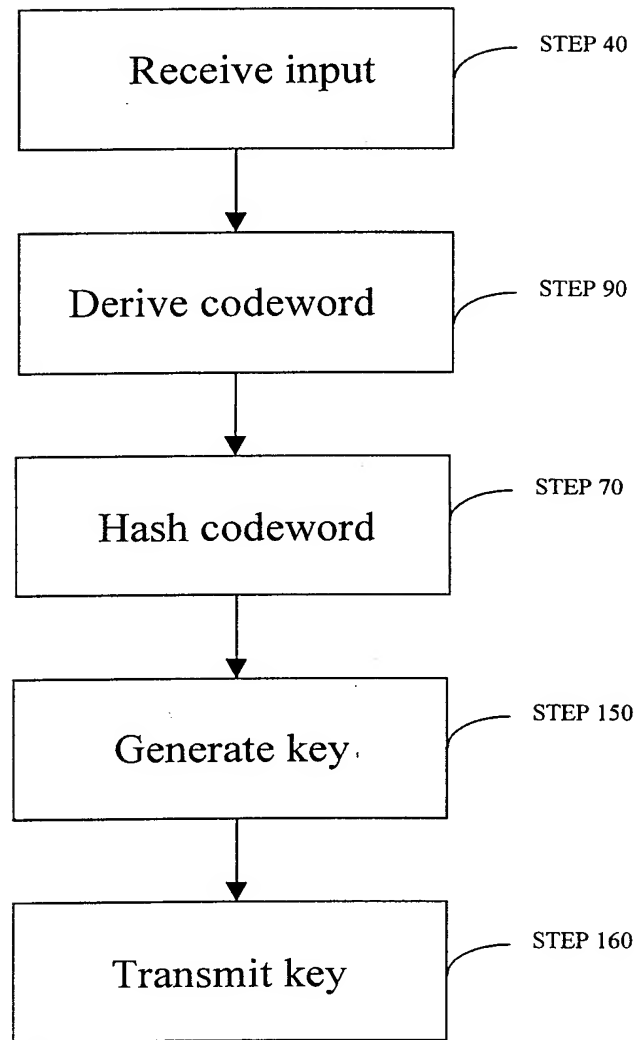 Receive input
STEP 40
Derive codeword
STEP 90
Hash codeword
STEP 70
Generate key
STEP 150
Transmit key
STEP 160